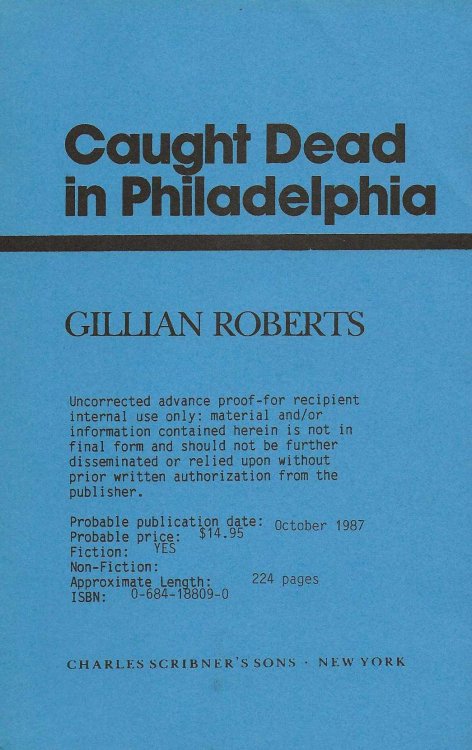 Caught Dead
in Philadelphia
GILLIAN ROBERTS
Uncorrected advance proof-for recipient
internal use only: material and/or
information contained herein is not in
final form and should not be further
disseminated or relied upon without
prior written authorization from the
publisher.
Probable publication date: October 1987
Probable price: $14.95
Fiction: YES
Non-Fiction:
Approximate Length: 224 pages
ISBN: 0-684-18809-0
CHARLES SCRIBNER'S SONS · NEW YORK